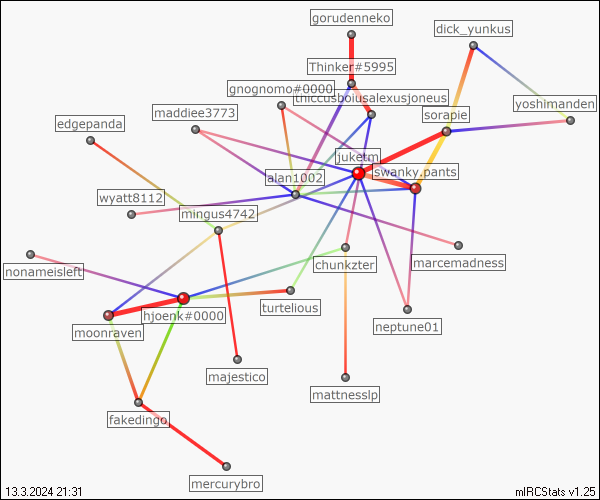 gorudenneko
dick_yunkus
Thinker#5995
gnognomo#0000
thiccusboiusalexusjoneus
yoshimanden
maddiee3773
sorapie
edgepanda
juketm
swanky.pants
alan1002
wyatt8112
mingus4742
nonameisleft
chunkzter
marcemadness
hjoenk#0000
turtelious
moonraven
neptune01
majestico
mattnesslp
fakedingo
mercurybro
13.3.2024 21:31
mIRCStats v1.25